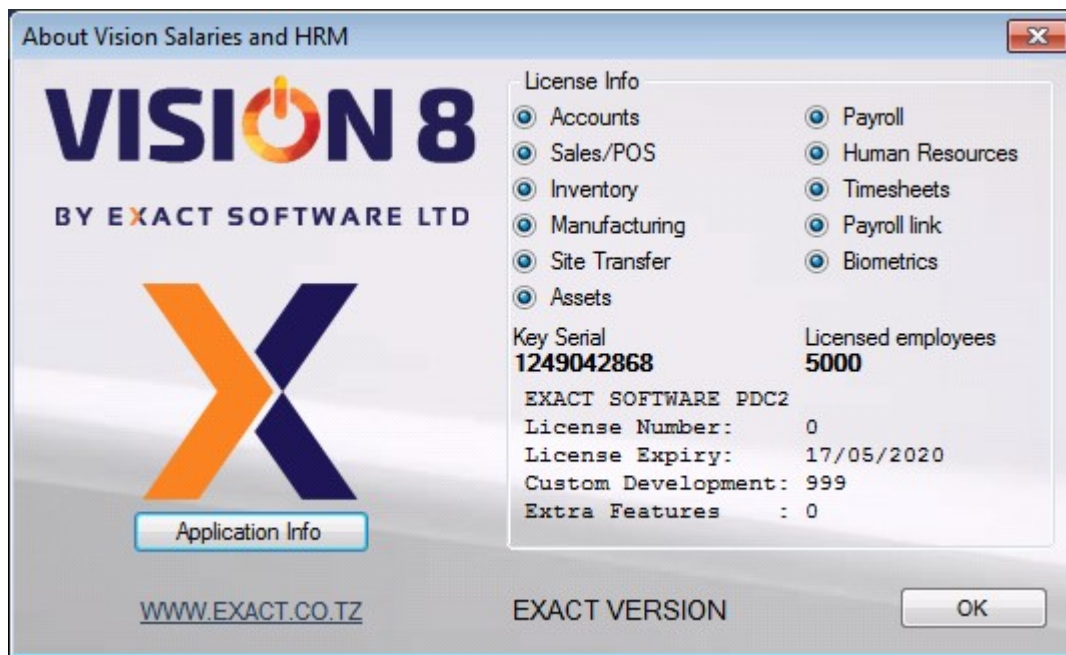 About Vision Salaries and HRM
VISION 8
BY EXACT SOFTWARE LTD
Application Info
WWW.EXACT.CO.TZ
License Info
Accounts
Sales/POS
Inventory
Manufacturing
Site Transfer
Assets
Payroll
Human Resources
Timesheets
Payroll link
Biometrics
Key Serial
1249042868
Licensed employees
5000
EXACT SOFTWARE PDC2
License Number: 0
License Expiry: 17/05/2020
Custom Development: 999
Extra Features : 0
EXACT VERSION
OK